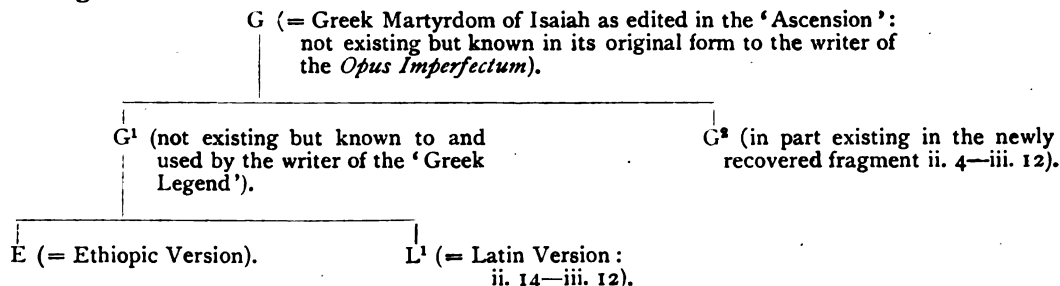 G (= Greek Martyrdom of Isaiah as edited in the ‘Ascension’:
not existing but known in its original form to the writer of
the Opus Imperfectum).
G¹ (not existing but known to and
used by the writer of the ‘Greek
Legend’).
G² (in part existing in the newly
recovered fragment ii. 4—iii. 12).
E (= Ethiopic Version).
L¹ (= Latin Version:
ii. 14—iii. 12).